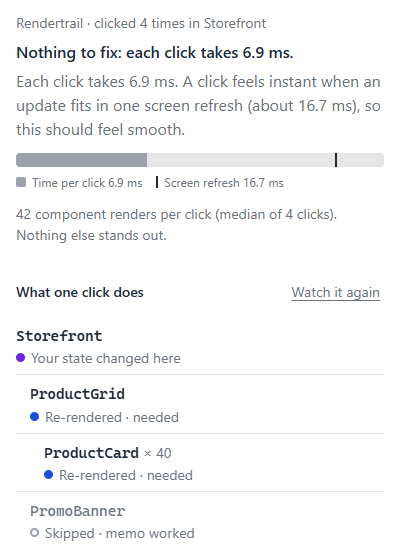 Rendertrail · clicked 4 times in Storefront
Nothing to fix: each click takes 6.9 ms.
Each click takes 6.9 ms. A click feels instant when an
update fits in one screen refresh (about 16.7 ms), so
this should feel smooth.
Time per click 6.9 ms Screen refresh 16.7 ms
42 component renders per click (median of 4 clicks).
Nothing else stands out.
What one click does Watch it again
Storefront
Your state changed here
ProductGrid
Re-rendered · needed
ProductCard × 40
Re-rendered · needed
PromoBanner
Skipped · memo worked